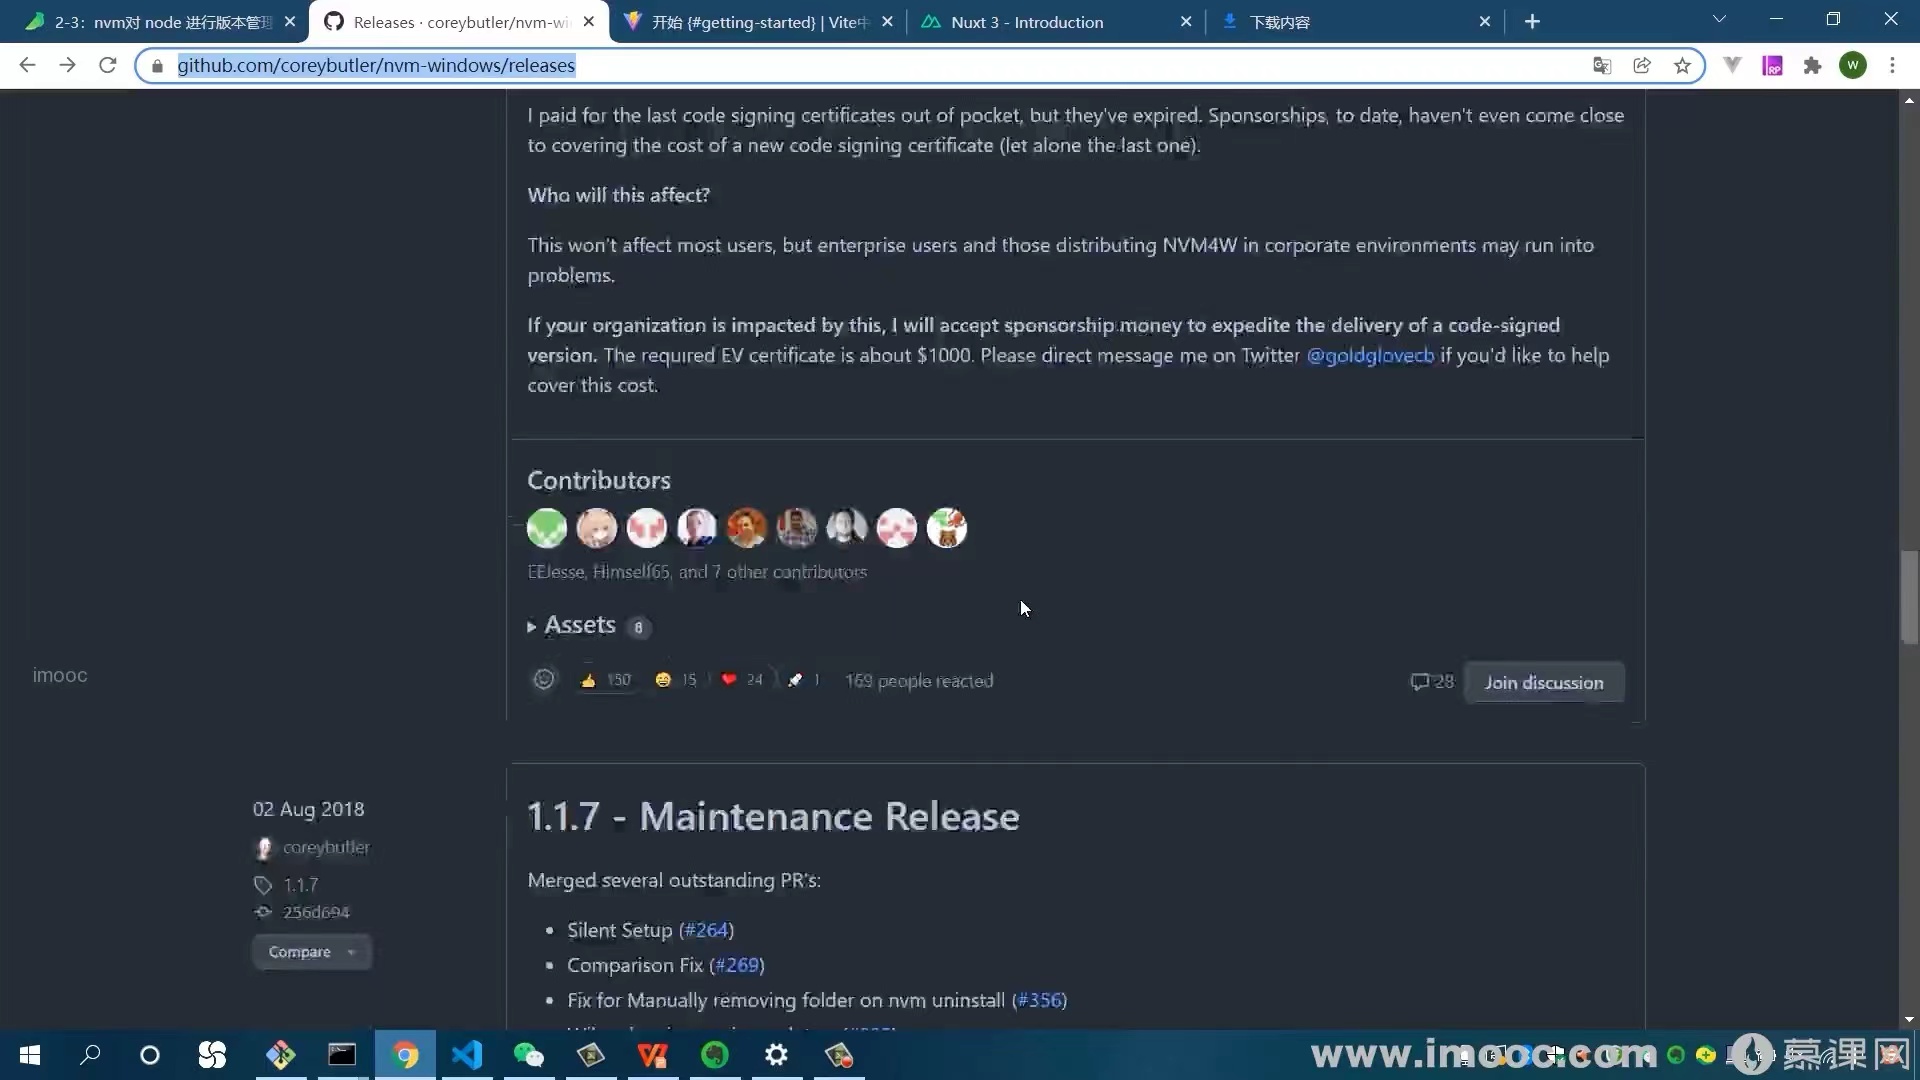 2-3：nvm对 node 进行版本管理
Releases · coreybutler/nvm-wi
开始 {#getting-started} | Vite中
Nuxt 3 - Introduction
下载内容
github.com/coreybutler/nvm-windows/releases
W
I paid for the last code signing certificates out of pocket, but they've expired. Sponsorships, to date, haven't even come close
to covering the cost of a new code signing certificate (let alone the last one).
Who will this affect?
This won't affect most users, but enterprise users and those distributing NVM4W in corporate environments may run into
problems.
If your organization is impacted by this, I will accept sponsorship money to expedite the delivery of a code-signed
version. The required EV certificate is about $1000. Please direct message me on Twitter @goldglovecb if you'd like to help
cover this cost.
Contributors
EEJesse, Himself65, and 7 other contributors
Assets 6
150 15 24 1 159 people reacted
28 Join discussion
imooc
02 Aug 2018
coreybutler
1.1.7
256d694
Compare
1.1.7 - Maintenance Release
Merged several outstanding PR's:
Silent Setup (#264)
Comparison Fix (#269)
Fix for Manually removing folder on nvm uninstall (#356)
www.imooc.com 慕课网